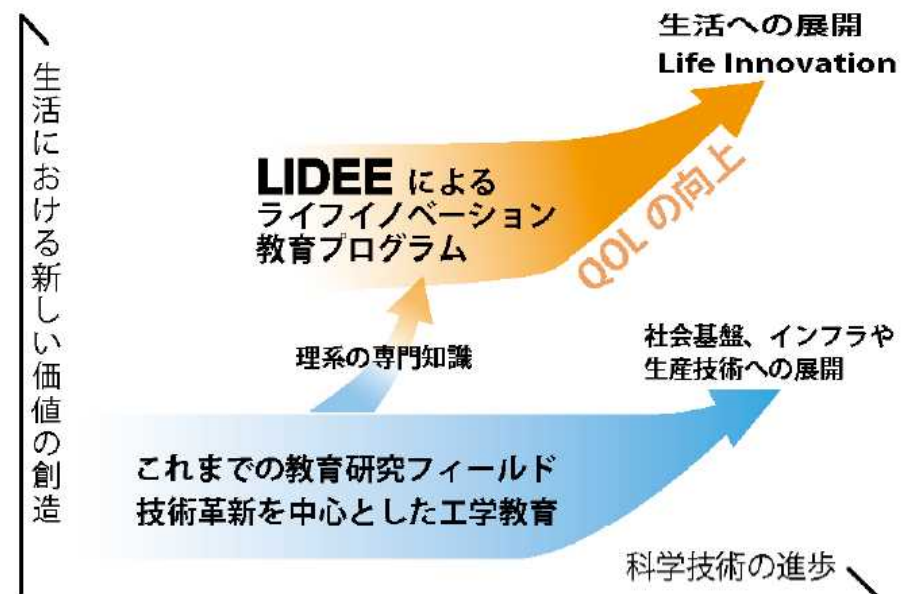 生活における新しい価値の創造
生活への展開
Life Innovation
LIDEE による
ライフイノベーション
教育プログラム
QOL の向上
理系の専門知識
社会基盤、インフラや
生産技術への展開
これまでの教育研究フィールド
技術革新を中心とした工学教育
科学技術の進歩